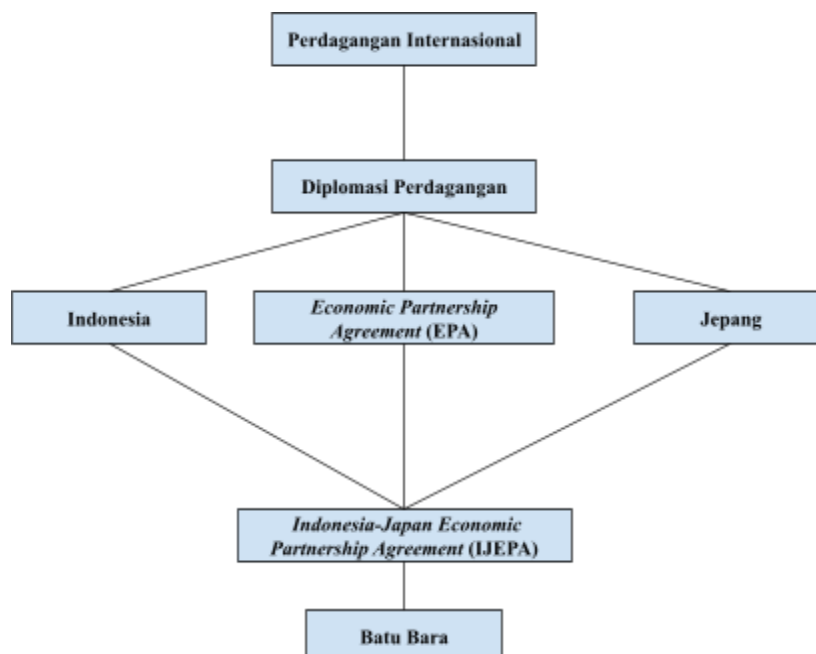 Perdagangan Internasional
Diplomasi Perdagangan
Indonesia
Economic Partnership
Agreement (EPA)
Jepang
Indonesia-Japan Economic
Partnership Agreement (IJEPA)
Batu Bara